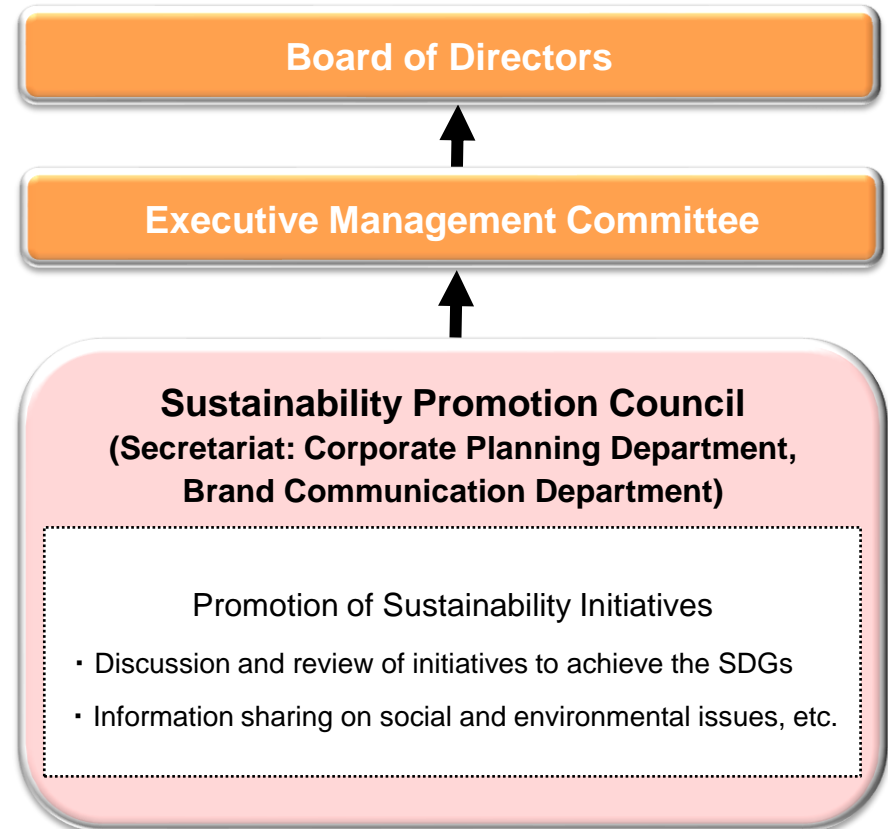 Board of Directors
Executive Management Committee
Sustainability Promotion Council
(Secretariat: Corporate Planning Department,
Brand Communication Department)
Promotion of Sustainability Initiatives
・Discussion and review of initiatives to achieve the SDGs
・Information sharing on social and environmental issues, etc.